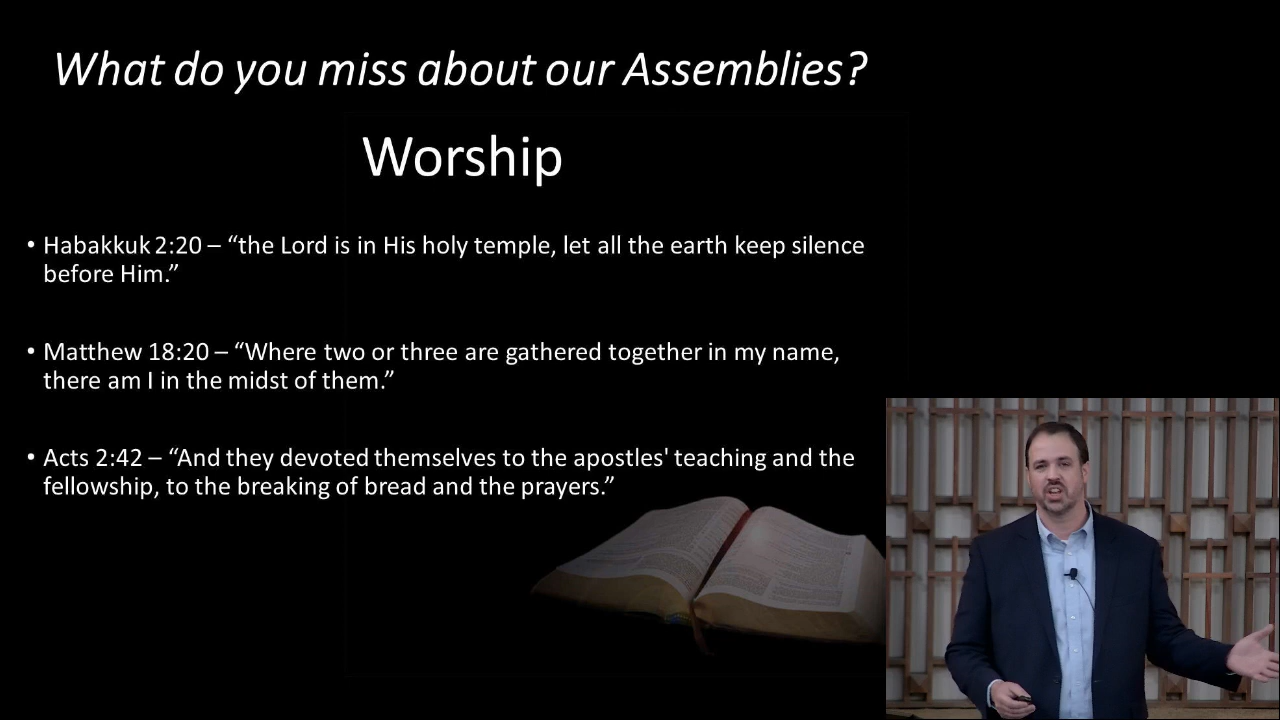 What do you miss about our Assemblies?
Worship
• Habakkuk 2:20 – “the Lord is in His holy temple, let all the earth keep silence
before Him.”
• Matthew 18:20 – “Where two or three are gathered together in my name,
there am I in the midst of them.”
• Acts 2:42 – “And they devoted themselves to the apostles' teaching and the
fellowship, to the breaking of bread and the prayers.”